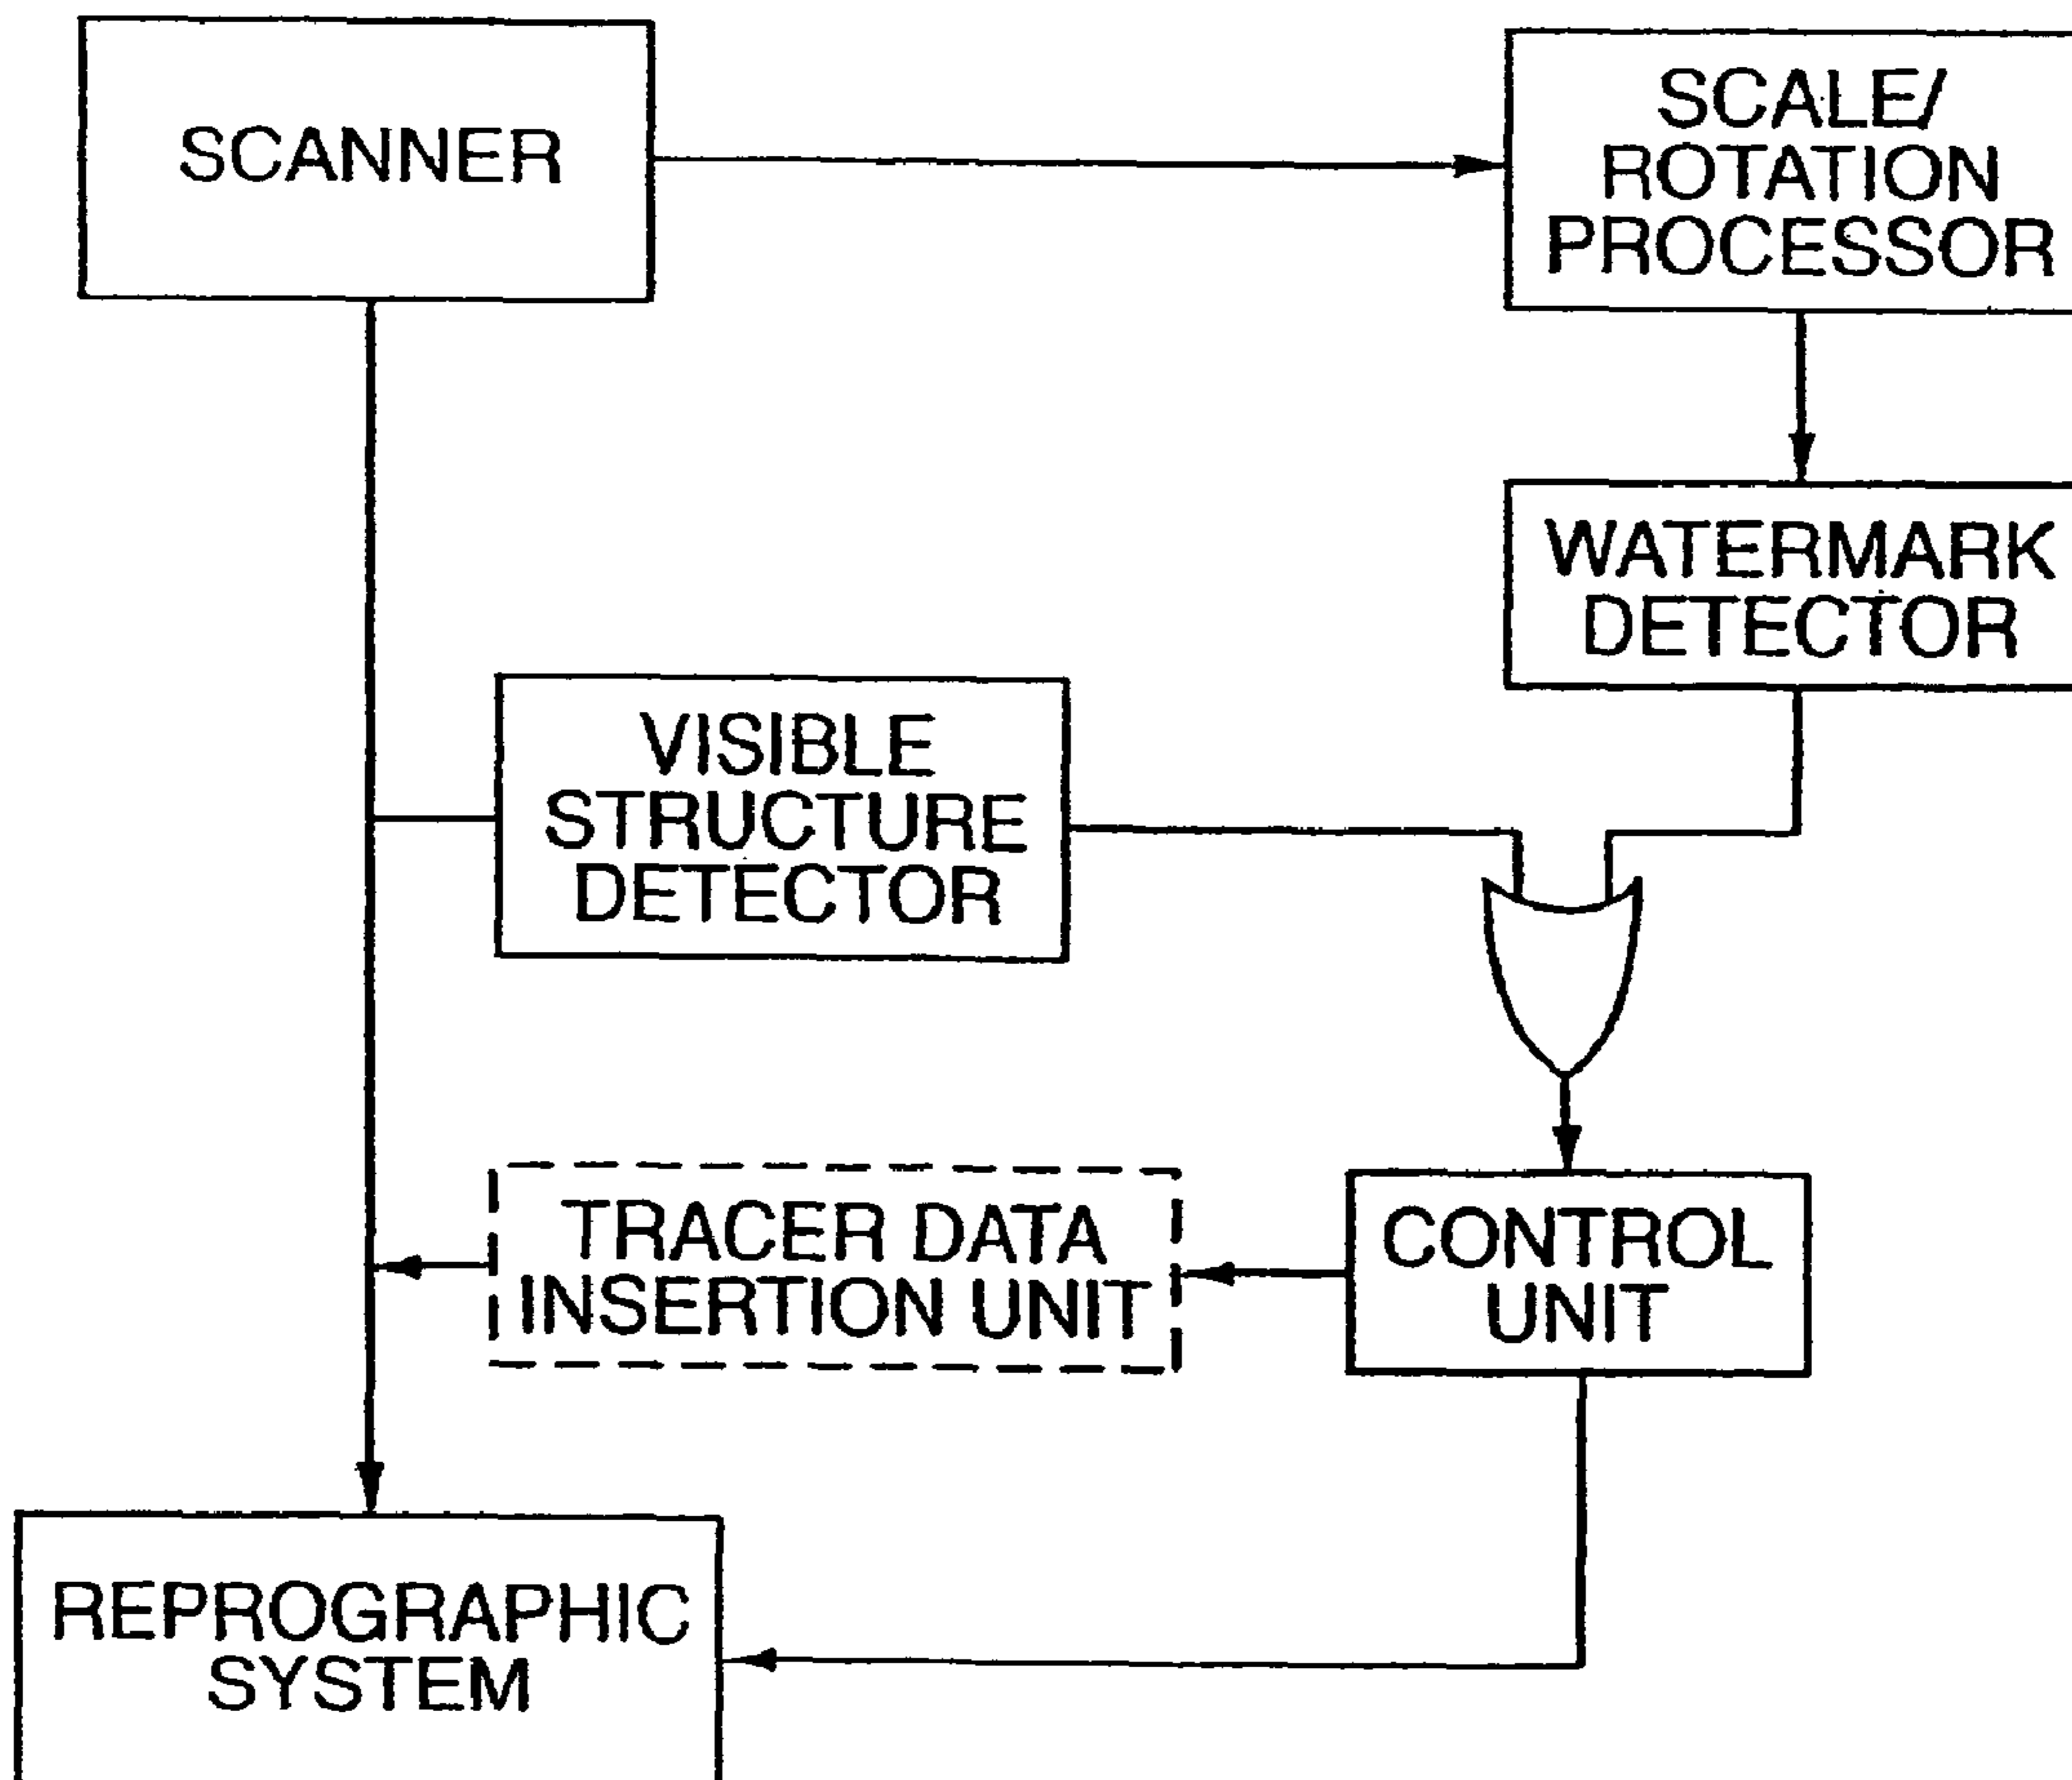 SCANNER
SCALE/
ROTATION
PROCESSOR
WATERMARK
DETECTOR
VISIBLE
STRUCTURE
DETECTOR
TRACER DATA
INSERTION UNIT
CONTROL
UNIT
REPROGRAPHIC
SYSTEM